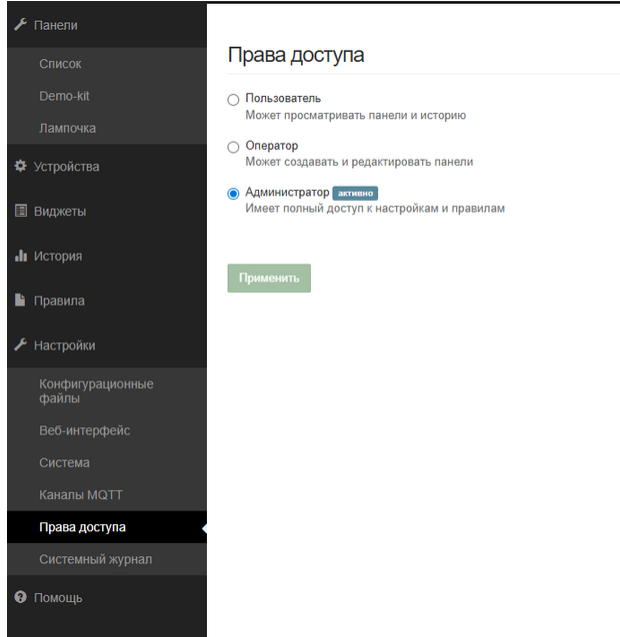 Панели
Список
Demo-kit
Лампочка
Устройства
Виджеты
История
Правила
Настройки
Конфигурационные
файлы
Веб-интерфейс
Система
Каналы MQTT
Права доступа
Системный журнал
Помощь
Права доступа
Пользователь
Может просматривать панели и историю
Оператор
Может создавать и редактировать панели
Администратор активно
Имеет полный доступ к настройкам и правилам
Применить